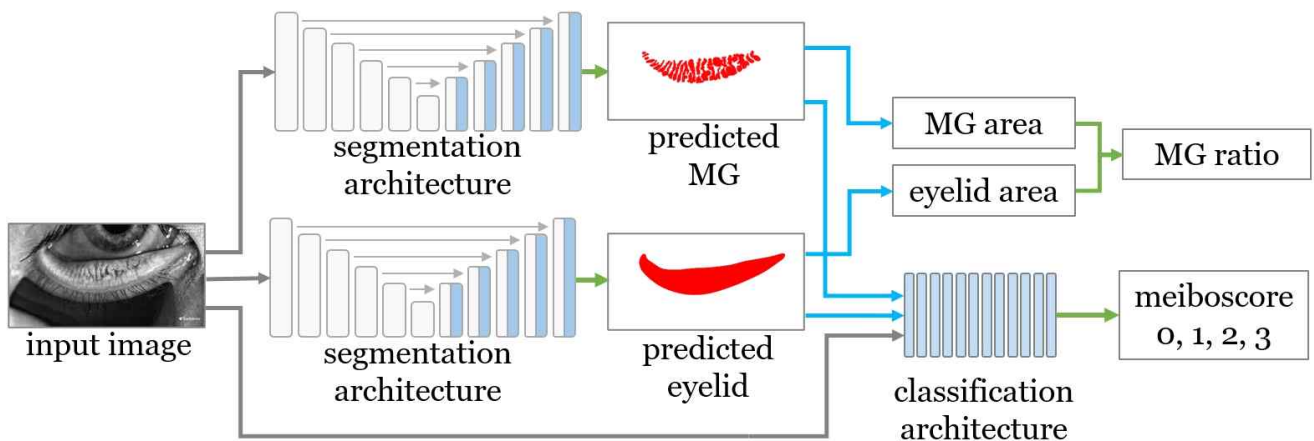 segmentation
architecture
predicted
MG
MG area
eyelid area
MG ratio
input image
segmentation
architecture
predicted
eyelid
classification
architecture
meiboscore
0, 1, 2, 3